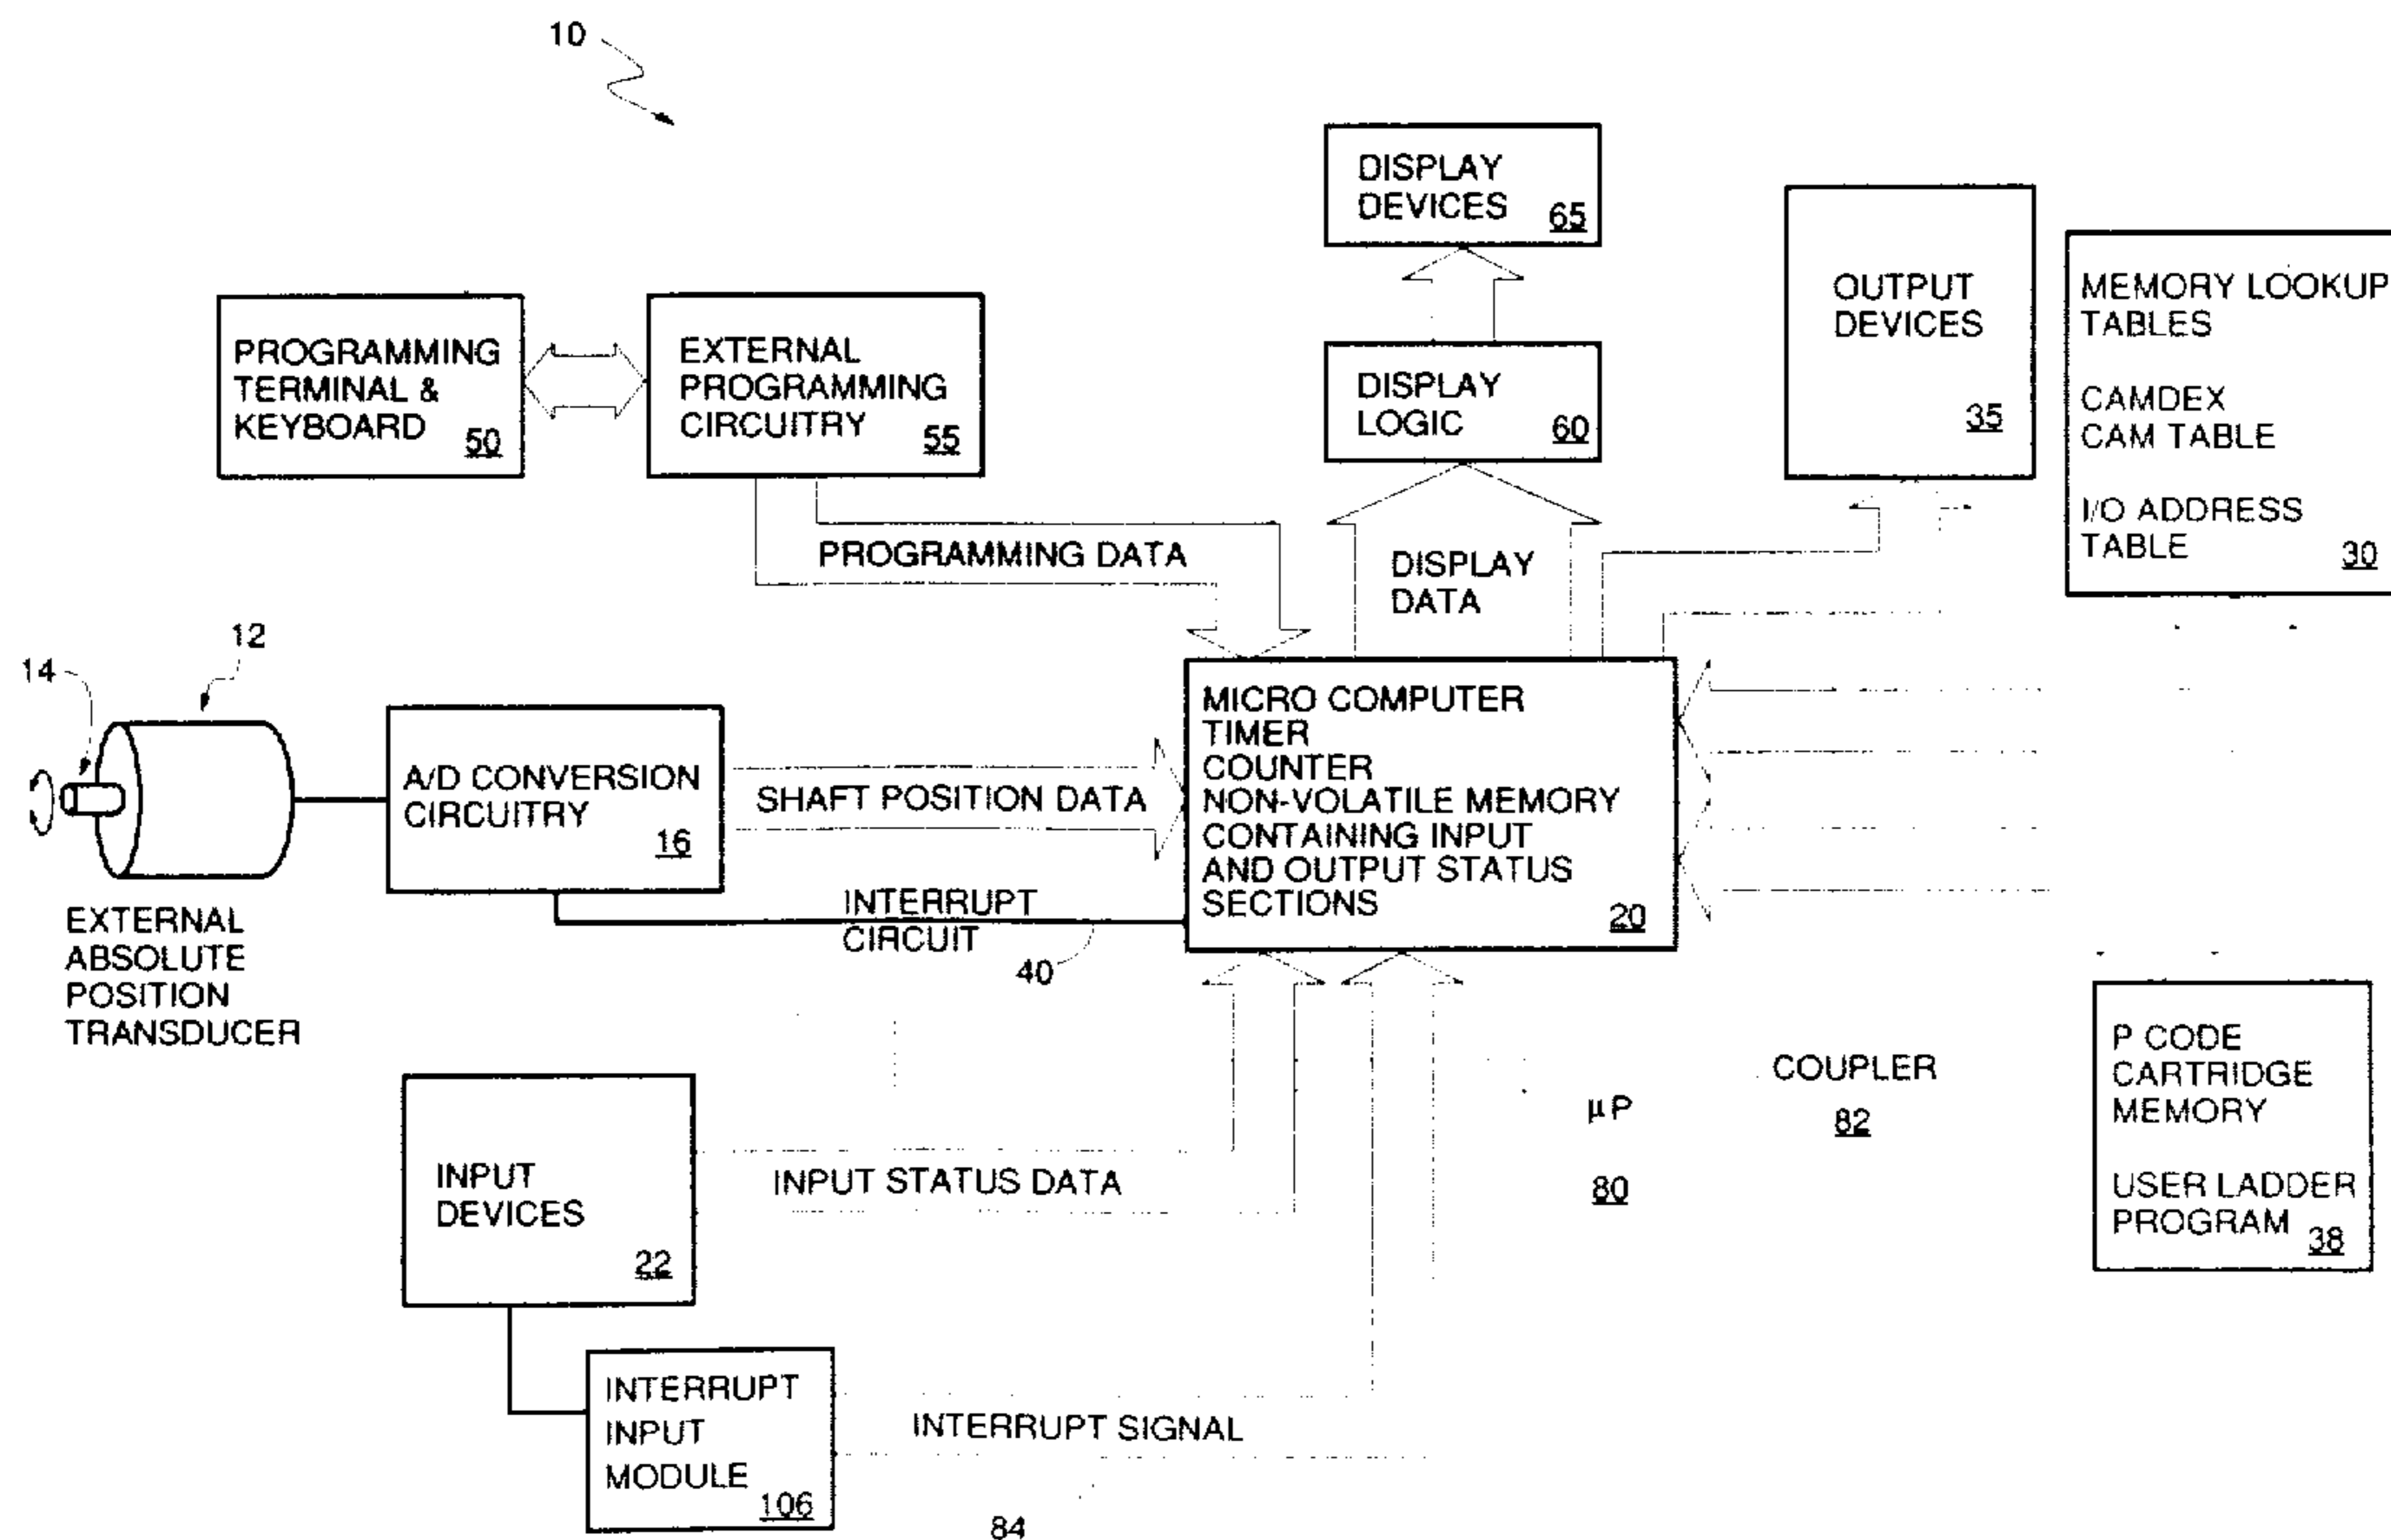 10
DISPLAY
DEVICES
65
OUTPUT
DEVICES
35
MEMORY LOOKUP
TABLES
CAMDEX
CAM TABLE
I/O ADDRESS
TABLE
30
PROGRAMMING
TERMINAL &
KEYBOARD
50
EXTERNAL
PROGRAMMING
CIRCUITRY
55
DISPLAY
LOGIC
60
PROGRAMMING DATA
DISPLAY
DATA
12
14
A/D CONVERSION
CIRCUITRY
16
SHAFT POSITION DATA
MICRO COMPUTER
TIMER
COUNTER
NON-VOLATILE MEMORY
CONTAINING INPUT
AND OUTPUT STATUS
SECTIONS
20
EXTERNAL
ABSOLUTE
POSITION
TRANSDUCER
INTERRUPT
CIRCUIT
40
INPUT
DEVICES
22
INPUT STATUS DATA
µP
80
COUPLER
82
P CODE
CARTRIDGE
MEMORY
USER LADDER
PROGRAM
38
INTERRUPT
INPUT
MODULE
106
INTERRUPT SIGNAL
84